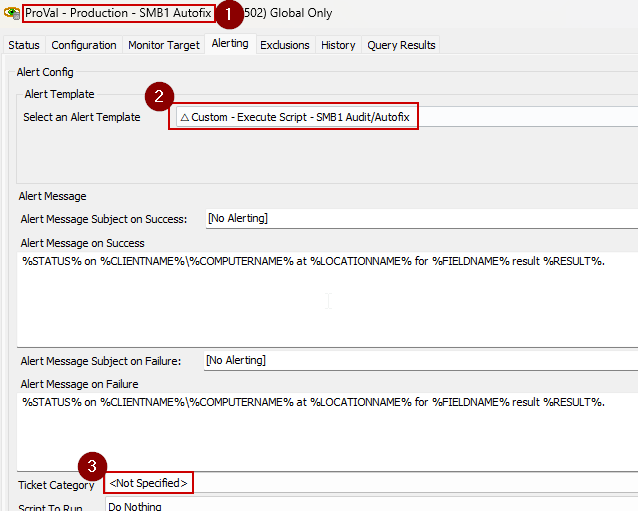 ProVal - Production - SMB1 Autofix 1 502) Global Only
Status Configuration Monitor Target Alerting Exclusions History Query Results
Alert Config
2
Alert Template
Select an Alert Template △ Custom - Execute Script - SMB1 Audit/Autofix
Alert Message
Alert Message Subject on Success: [No Alerting]
Alert Message on Success
%STATUS% on %CLIENTNAME%\%COMPUTERNAME% at %LOCATIONNAME% for %FIELDNAME% result %RESULT%.
Alert Message Subject on Failure: [No Alerting]
Alert Message on Failure
%STATUS% on %CLIENTNAME%\%COMPUTERNAME% at %LOCATIONNAME% for %FIELDNAME% result %RESULT%.
3
Ticket Category <Not Specified>
Script To Run Do Nothing